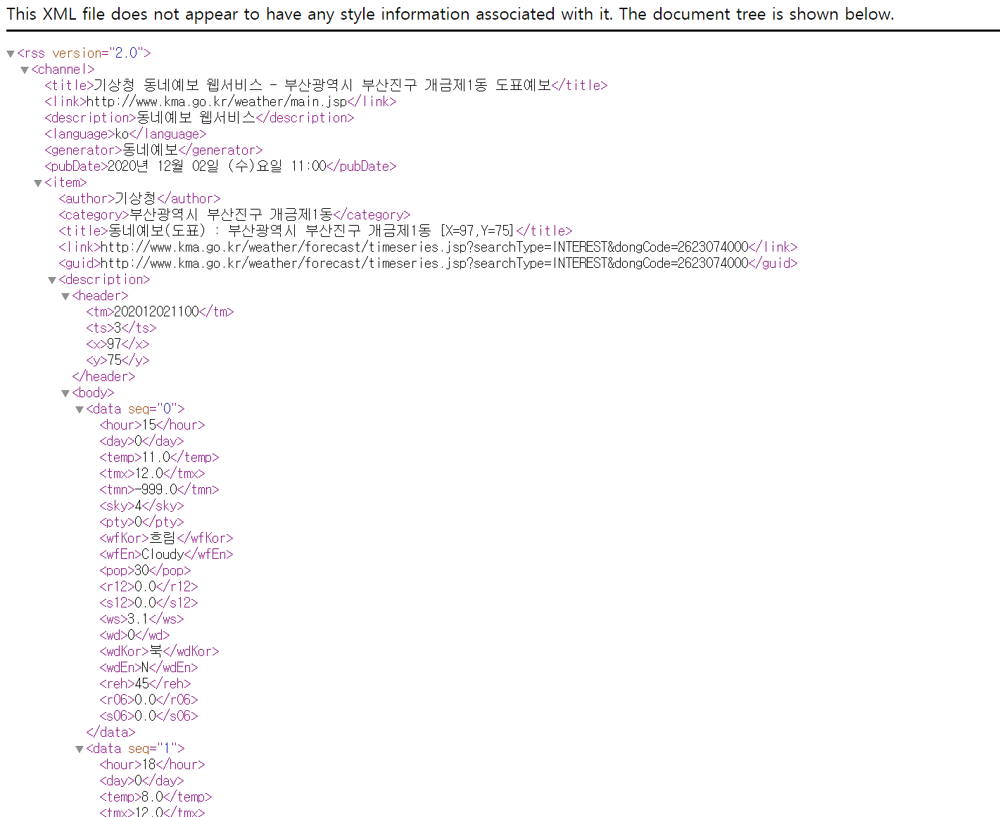 This XML file does not appear to have any style information associated with it. The document tree is shown below.
▼<rss version="2.0">
▼<channel>
<title>기상청 동네예보 웹서비스 - 부산광역시 부산진구 개금제1동 도표예보</title>
<link>http://www.kma.go.kr/weather/main.jsp</link>
<description>동네예보 웹서비스</description>
<language>ko</language>
<generator>동네예보</generator>
<pubDate>2020년 12월 02일 (수)요일 11:00</pubDate>
▼<item>
<author>기상청</author>
<category>부산광역시 부산진구 개금제1동</category>
<title>동네예보(도표) : 부산광역시 부산진구 개금제1동 [X=97,Y=75]</title>
<link>http://www.kma.go.kr/weather/forecast/timeseries.jsp?searchType=INTEREST&dongCode=2623074000</link>
<guid>http://www.kma.go.kr/weather/forecast/timeseries.jsp?searchType=INTEREST&dongCode=2623074000</guid>
▼<description>
▼<header>
<tm>202012021100</tm>
<ts>3</ts>
<x>97</x>
<y>75</y>
</header>
▼<body>
▼<data seq="0">
<hour>15</hour>
<day>0</day>
<temp>11.0</temp>
<tmx>12.0</tmx>
<tmn>-999.0</tmn>
<sky>4</sky>
<pty>0</pty>
<wfKor>흐림</wfKor>
<wfEn>Cloudy</wfEn>
<pop>30</pop>
<r12>0.0</r12>
<s12>0.0</s12>
<ws>3.1</ws>
<wd>0</wd>
<wdKor>북</wdKor>
<wdEn>N</wdEn>
<reh>45</reh>
<r06>0.0</r06>
<s06>0.0</s06>
</data>
▼<data seq="1">
<hour>18</hour>
<day>0</day>
<temp>8.0</temp>
<tmx>12.0</tmx>